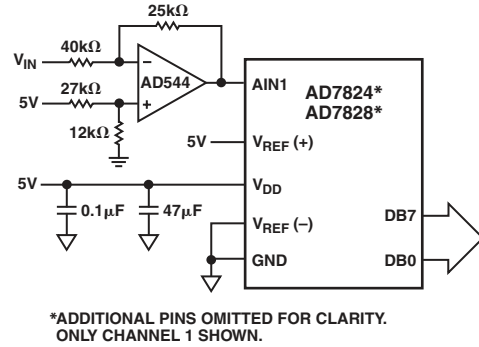 25kΩ
40kΩ
VIN
AD544
AIN1
27kΩ
5V
12kΩ
AD7824*
AD7828*
5V
VREF (+)
5V
VDD
0.1µF
47µF
VREF (–)
GND
DB7
DB0
*ADDITIONAL PINS OMITTED FOR CLARITY.
ONLY CHANNEL 1 SHOWN.